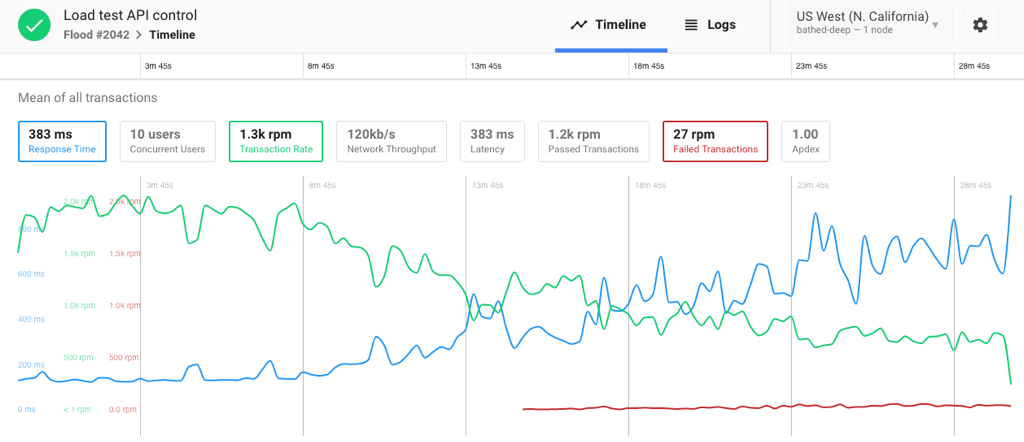 Load test API control
Flood #2042 > Timeline
Timeline
Logs
US West (N. California)
bathed-deep — 1 node
3m 45s 8m 45s 13m 45s 18m 45s 23m 45s 28m 45s
Mean of all transactions
383 ms
Response Time
10 users
Concurrent Users
1.3k rpm
Transaction Rate
120kb/s
Network Throughput
383 ms
Latency
1.2k rpm
Passed Transactions
27 rpm
Failed Transactions
1.00
Apdex
3m 45s 8m 45s 13m 45s 18m 45s 23m 45s 28m 45s
2.0k rpm 2.0k rpm
800 ms
1.5k rpm 1.5k rpm
600 ms
1.0k rpm 1.0k rpm
400 ms
500 rpm 500 rpm
200 ms
0 ms < 1 rpm 0.0 rpm